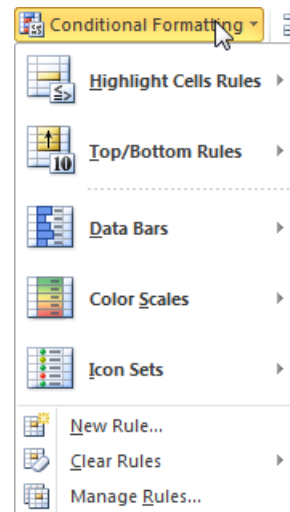 Conditional Formatting
Highlight Cells Rules
Top/Bottom Rules
10
Data Bars
Color Scales
Icon Sets
New Rule...
Clear Rules
Manage Rules...